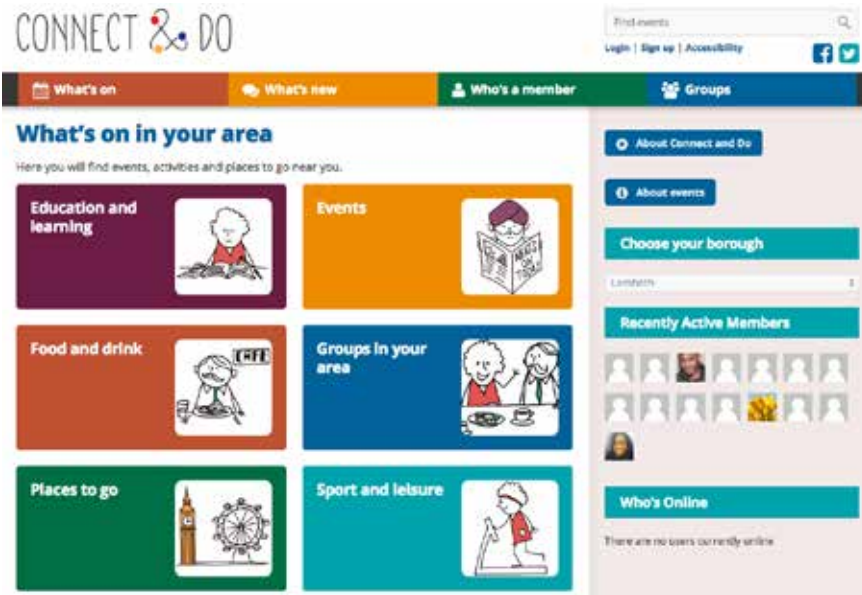 CONNECT & DO
Find events
Login | Sign up | Accessibility
What's on
What's new
Who's a member
Groups
What's on in your area
Here you will find events, activities and places to go near you.
Education and
learning
Events
WHAT'S
ON
TODAY
Food and drink
CAFE
Groups in your
area
Places to go
Sport and leisure
About Connect and Do
About events
Choose your borough
Lambeth
Recently Active Members
Who's Online
There are no users currently online